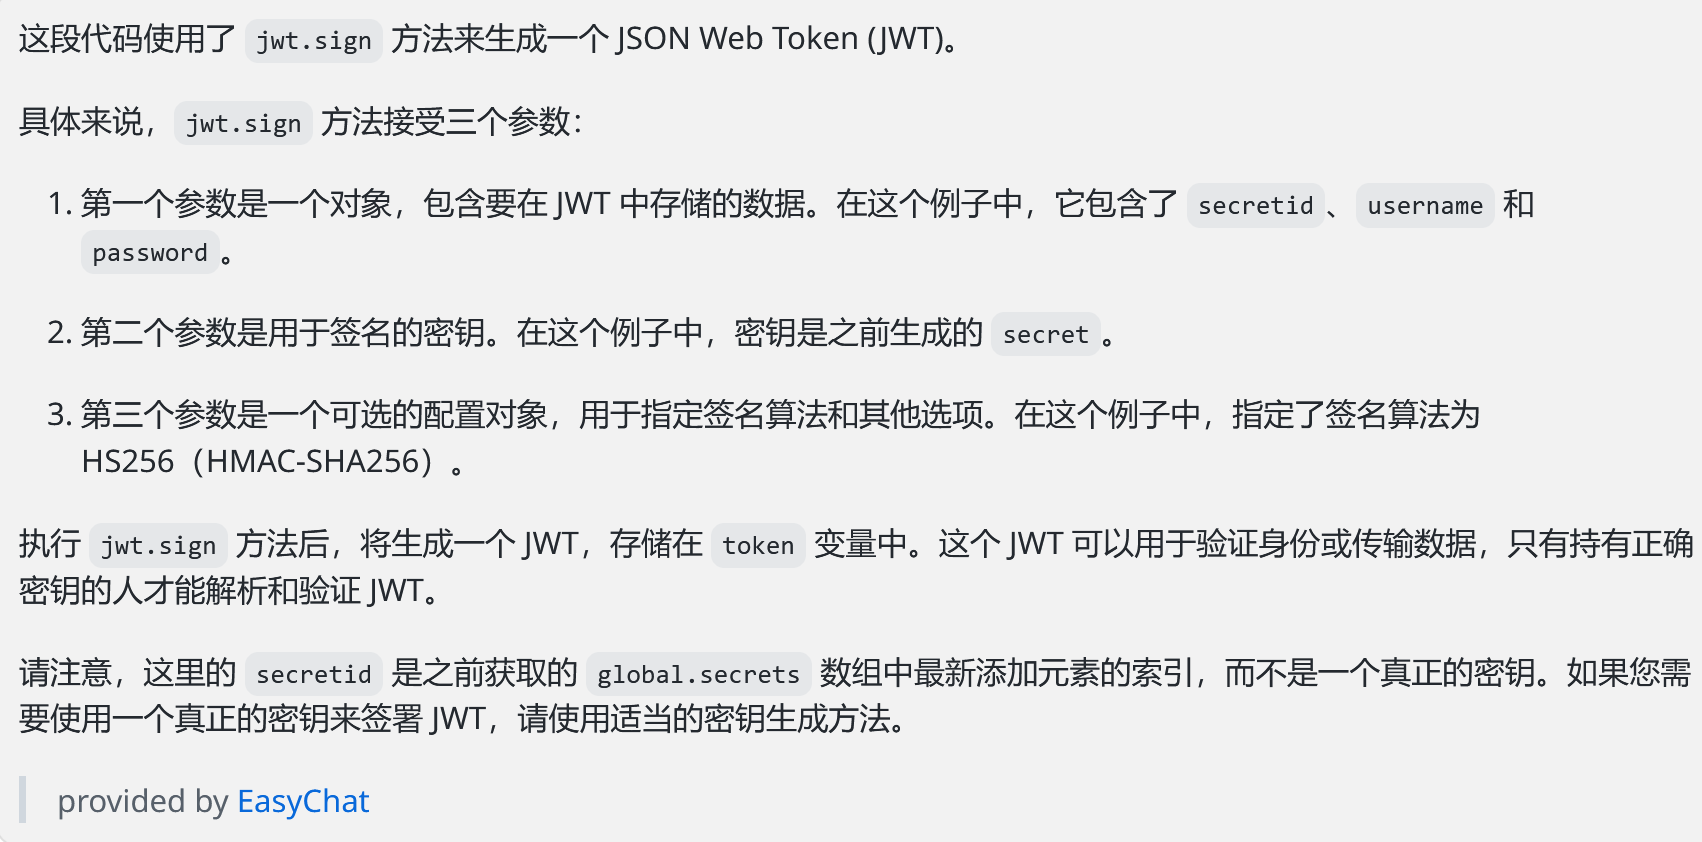 这段代码使用了 jwt.sign 方法来生成一个 JSON Web Token (JWT)。
具体来说，jwt.sign 方法接受三个参数：
1. 第一个参数是一个对象，包含要在 JWT 中存储的数据。在这个例子中，它包含了 secretid、username 和
password。
2. 第二个参数是用于签名的密钥。在这个例子中，密钥是之前生成的 secret。
3. 第三个参数是一个可选的配置对象，用于指定签名算法和其他选项。在这个例子中，指定了签名算法为
HS256（HMAC-SHA256）。
执行 jwt.sign 方法后，将生成一个 JWT，存储在 token 变量中。这个 JWT 可以用于验证身份或传输数据，只有持有正确
密钥的人才能解析和验证 JWT。
请注意，这里的 secretid 是之前获取的 global.secrets 数组中最新添加元素的索引，而不是一个真正的密钥。如果您需
要使用一个真正的密钥来签署 JWT，请使用适当的密钥生成方法。
provided by EasyChat